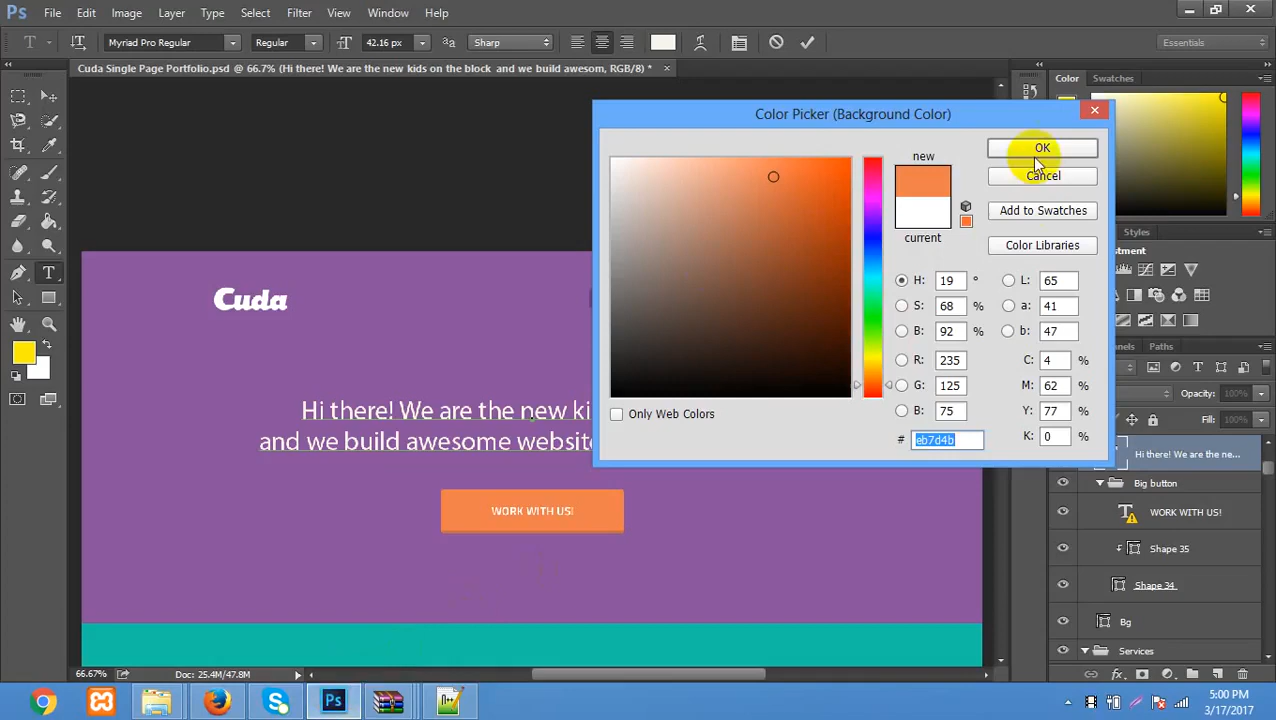 Ps File Edit Image Layer Type Select Filter View Window Help
T Myriad Pro Regular Regular 42.16 px aa Sharp Essentials
Cuda Single Page Portfolio.psd @ 66.7% (Hi there! We are the new kids on the block and we build awesom, RGB/8) * ×
Color Swatches
Color Picker (Background Color)
new
OK
Cancel
current
Add to Swatches
Color Libraries
H: 19 ° L: 65
S: 68 % a: 41
B: 92 % b: 47
R: 235 C: 4 %
G: 125 M: 62 %
B: 75 Y: 77 %
Only Web Colors
# eb7d4b K: 0 %
Styles
Paths
Opacity: 100%
Fill: 100%
Cuda
Hi there! We are the new
and we build awesome
WORK WITH US!
Hi there! We are the ne...
Big button
T WORK WITH US!
Shape 35
Shape 34
Bg
Services
66.67% Doc: 25.4M/47.8M
fx
Ps
5:00 PM
3/17/2017